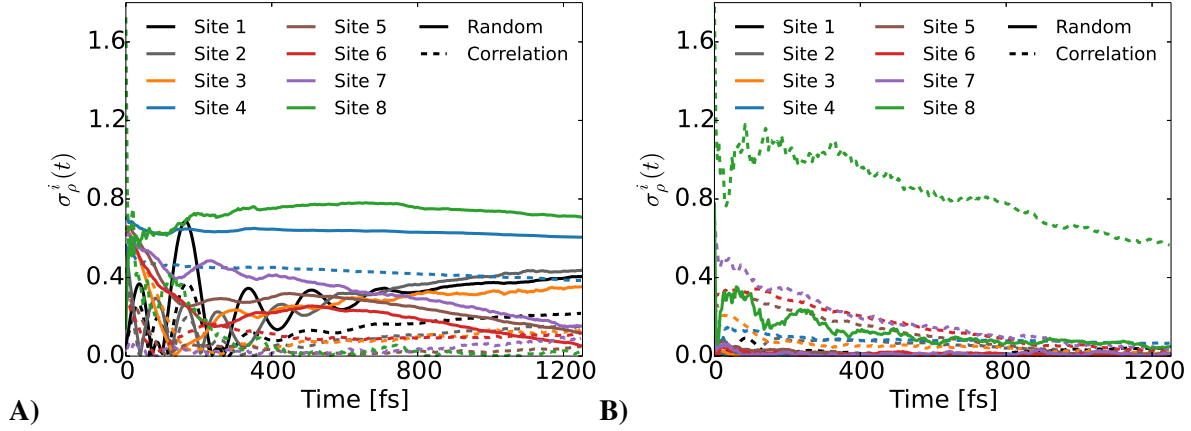 Site 1 Site 5 Random
Site 2 Site 6 Correlation
Site 3 Site 7
Site 4 Site 8
1.6
1.2
0.8
0.4
0.0
σ_ρ^i(t)
0 400 800 1200
Time [fs]
A)
Site 1 Site 5 Random
Site 2 Site 6 Correlation
Site 3 Site 7
Site 4 Site 8
1.6
1.2
0.8
0.4
0.0
σ_ρ^i(t)
0 400 800 1200
Time [fs]
B)